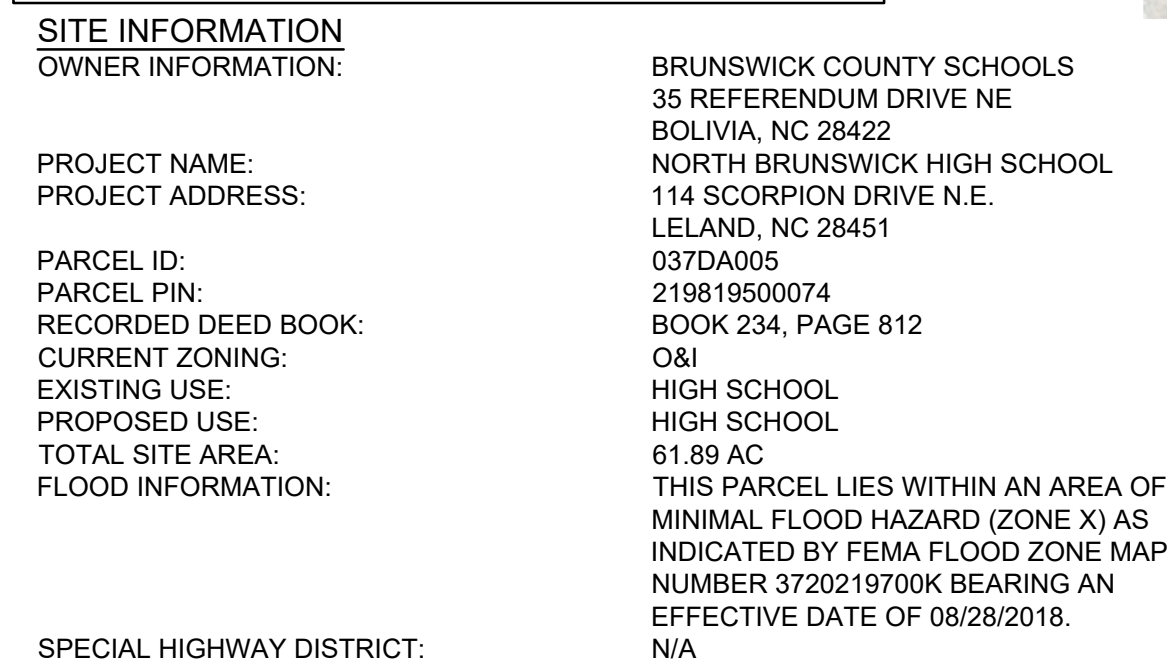 SITE INFORMATION
OWNER INFORMATION: BRUNSWICK COUNTY SCHOOLS
35 REFERENDUM DRIVE NE
BOLIVIA, NC 28422
PROJECT NAME: NORTH BRUNSWICK HIGH SCHOOL
PROJECT ADDRESS: 114 SCORPION DRIVE N.E.
LELAND, NC 28451
PARCEL ID: 037DA005
PARCEL PIN: 219819500074
RECORDED DEED BOOK: BOOK 234, PAGE 812
CURRENT ZONING: O&I
EXISTING USE: HIGH SCHOOL
PROPOSED USE: HIGH SCHOOL
TOTAL SITE AREA: 61.89 AC
FLOOD INFORMATION: THIS PARCEL LIES WITHIN AN AREA OF
MINIMAL FLOOD HAZARD (ZONE X) AS
INDICATED BY FEMA FLOOD ZONE MAP
NUMBER 3720219700K BEARING AN
EFFECTIVE DATE OF 08/28/2018.
SPECIAL HIGHWAY DISTRICT: N/A